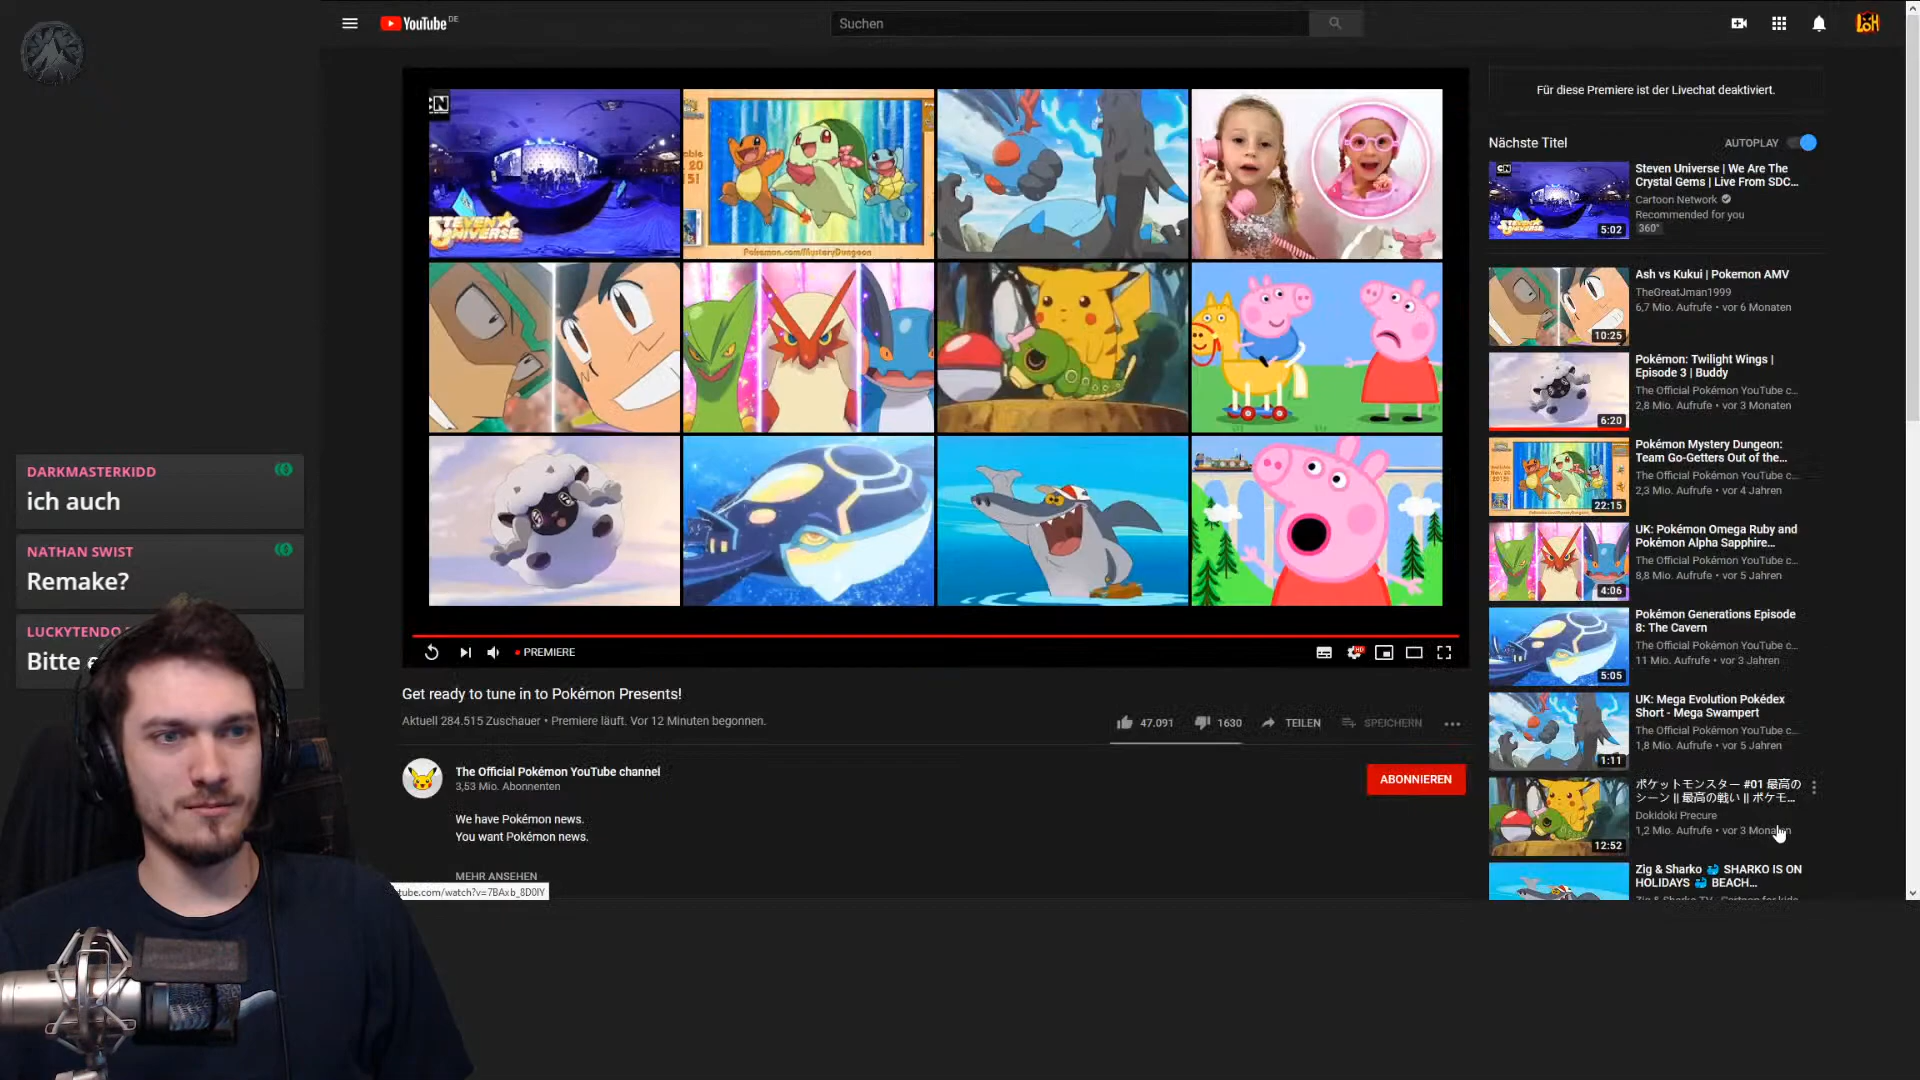 YouTube DE
Suchen
CN
STEVEN UNIVERSE
Pokemon.com/MysteryDungeon
PREMIERE
HD
Get ready to tune in to Pokémon Presents!
Aktuell 284.515 Zuschauer • Premiere läuft. Vor 12 Minuten begonnen.
47.091
1630
TEILEN
SPEICHERN
The Official Pokémon YouTube channel
3,53 Mio. Abonnenten
ABONNIEREN
We have Pokémon news.
You want Pokémon news.
MEHR ANSEHEN
tube.com/watch?v=7BAxb_8D0lY
DARKMASTERKIDD
ich auch
NATHAN SWIST
Remake?
LUCKYTENDO
Bitte
Für diese Premiere ist der Livechat deaktiviert.
Nächste Titel
AUTOPLAY
CN
STEVEN UNIVERSE
5:02
Steven Universe | We Are The
Crystal Gems | Live From SDC...
Cartoon Network
Recommended for you
360°
10:25
Ash vs Kukui | Pokemon AMV
TheGreatJman1999
6,7 Mio. Aufrufe • vor 6 Monaten
6:20
Pokémon: Twilight Wings |
Episode 3 | Buddy
The Official Pokémon YouTube c...
2,8 Mio. Aufrufe • vor 3 Monaten
22:15
Pokémon Mystery Dungeon:
Team Go-Getters Out of the...
The Official Pokémon YouTube c...
2,3 Mio. Aufrufe • vor 4 Jahren
4:06
UK: Pokémon Omega Ruby and
Pokémon Alpha Sapphire...
The Official Pokémon YouTube c...
8,8 Mio. Aufrufe • vor 5 Jahren
5:05
Pokémon Generations Episode
8: The Cavern
The Official Pokémon YouTube c...
11 Mio. Aufrufe • vor 3 Jahren
1:11
UK: Mega Evolution Pokédex
Short - Mega Swampert
The Official Pokémon YouTube c...
1,8 Mio. Aufrufe • vor 5 Jahren
12:52
ポケットモンスター #01 最高の
シーン || 最高の戦い || ポケモ...
Dokidoki Precure
1,2 Mio. Aufrufe • vor 3 Monaten
Zig & Sharko SHARKO IS ON
HOLIDAYS BEACH...